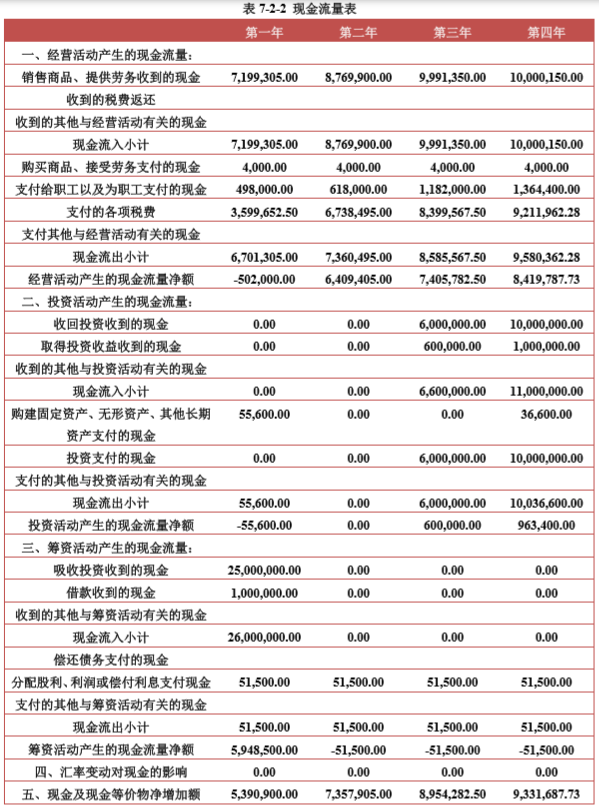 表 7-2-2 现金流量表
第一年 第二年 第三年 第四年
一、经营活动产生的现金流量：
销售商品、提供劳务收到的现金 7,199,305.00 8,769,900.00 9,991,350.00 10,000,150.00
收到的税费返还
收到的其他与经营活动有关的现金
现金流入小计 7,199,305.00 8,769,900.00 9,991,350.00 10,000,150.00
购买商品、接受劳务支付的现金 4,000.00 4,000.00 4,000.00 4,000.00
支付给职工以及为职工支付的现金 498,000.00 618,000.00 1,182,000.00 1,364,400.00
支付的各项税费 3,599,652.50 6,738,495.00 8,399,567.50 9,211,962.28
支付其他与经营活动有关的现金
现金流出小计 6,701,305.00 7,360,495.00 8,585,567.50 9,580,362.28
经营活动产生的现金流量净额 -502,000.00 6,409,405.00 7,405,782.50 8,419,787.73
二、投资活动产生的现金流量：
收回投资收到的现金 0.00 0.00 6,000,000.00 10,000,000.00
取得投资收益收到的现金 0.00 0.00 600,000.00 1,000,000.00
收到的其他与投资活动有关的现金
现金流入小计 0.00 0.00 6,600,000.00 11,000,000.00
购建固定资产、无形资产、其他长期 55,600.00 0.00 0.00 36,600.00
资产支付的现金
投资支付的现金 0.00 0.00 6,000,000.00 10,000,000.00
支付的其他与投资活动有关的现金
现金流出小计 55,600.00 0.00 6,000,000.00 10,036,600.00
投资活动产生的现金流量净额 -55,600.00 0.00 600,000.00 963,400.00
三、筹资活动产生的现金流量：
吸收投资收到的现金 25,000,000.00 0.00 0.00 0.00
借款收到的现金 1,000,000.00 0.00 0.00 0.00
收到的其他与筹资活动有关的现金
现金流入小计 26,000,000.00 0.00 0.00 0.00
偿还债务支付的现金
分配股利、利润或偿付利息支付现金 51,500.00 51,500.00 51,500.00 51,500.00
支付的其他与筹资活动有关的现金
现金流出小计 51,500.00 51,500.00 51,500.00 51,500.00
筹资活动产生的现金流量净额 5,948,500.00 -51,500.00 -51,500.00 -51,500.00
四、汇率变动对现金的影响 0.00 0.00 0.00 0.00
五、现金及现金等价物净增加额 5,390,900.00 7,357,905.00 8,954,282.50 9,331,687.73